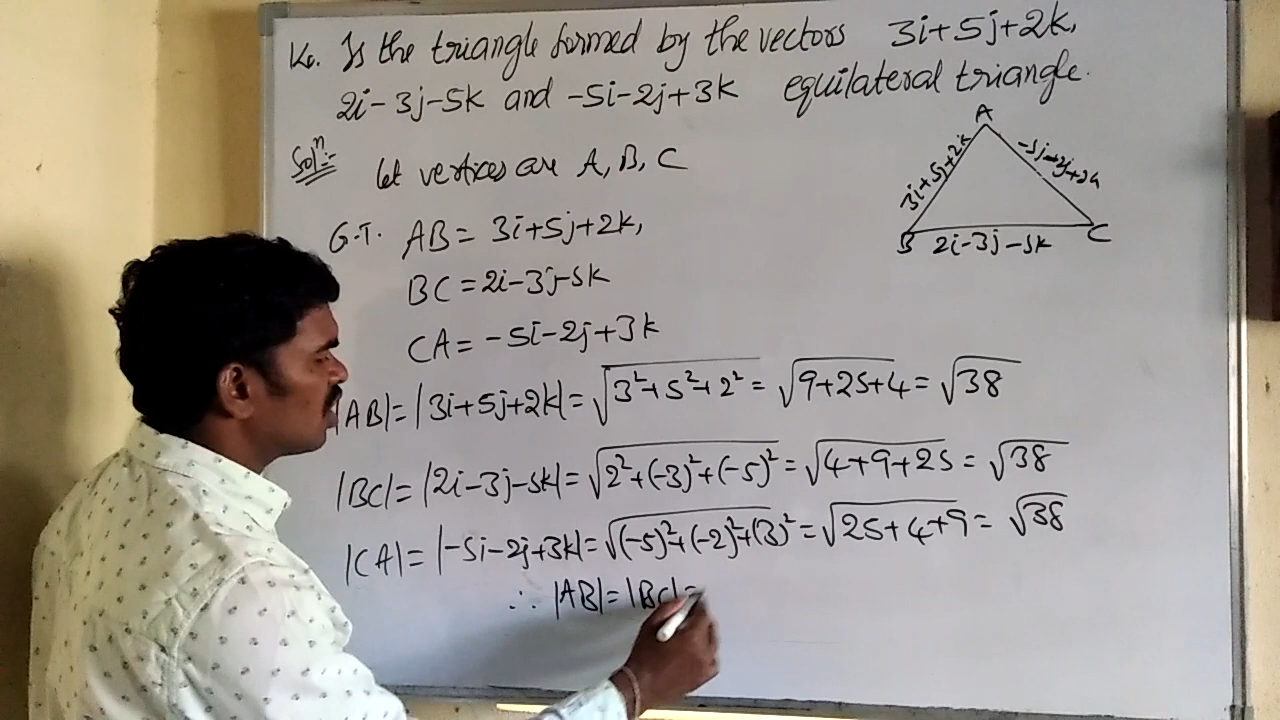 Is the triangle formed by the vectors 3i+5j+2k,
2i-3j-5k and -5i-2j+3k equilateral triangle.
Solⁿ:- let vertices are A, B, C
G.T. AB = 3i+5j+2k,
BC = 2i-3j-5k
CA = -5i-2j+3k
|AB| = |3i+5j+2k| = √3²+5²+2² = √9+25+4 = √38
|BC| = |2i-3j-5k| = √2²+(-3)²+(-5)² = √4+9+25 = √38
|CA| = |-5i-2j+3k| = √(-5)²+(-2)²+(3)² = √25+4+9 = √38
∴ |AB| = |BC| =
A
3i+5j+2k
B
C
2i-3j-5k